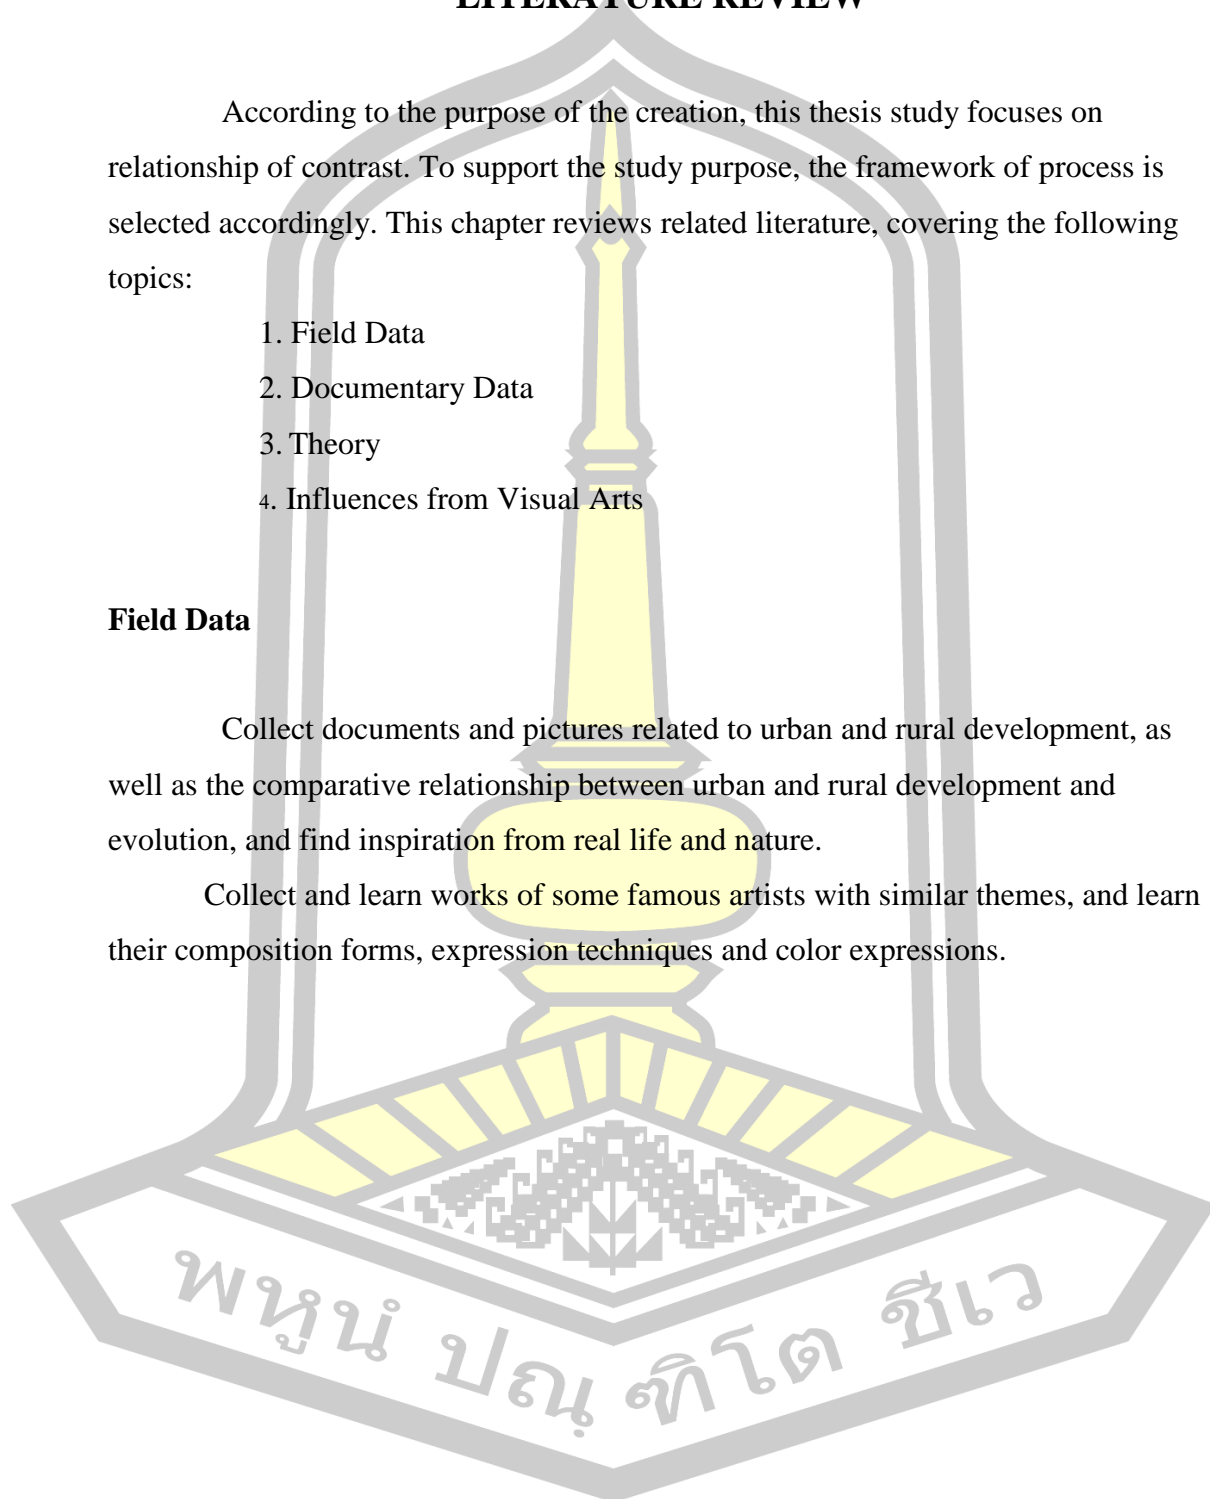 LITERATURE REVIEW
According to the purpose of the creation, this thesis study focuses on
relationship of contrast. To support the study purpose, the framework of process is
selected accordingly. This chapter reviews related literature, covering the following
topics:
1. Field Data
2. Documentary Data
3. Theory
4. Influences from Visual Arts
Field Data
Collect documents and pictures related to urban and rural development, as
well as the comparative relationship between urban and rural development and
evolution, and find inspiration from real life and nature.
Collect and learn works of some famous artists with similar themes, and learn
their composition forms, expression techniques and color expressions.
พหูนํ ปณฺฑิโต ชีเว